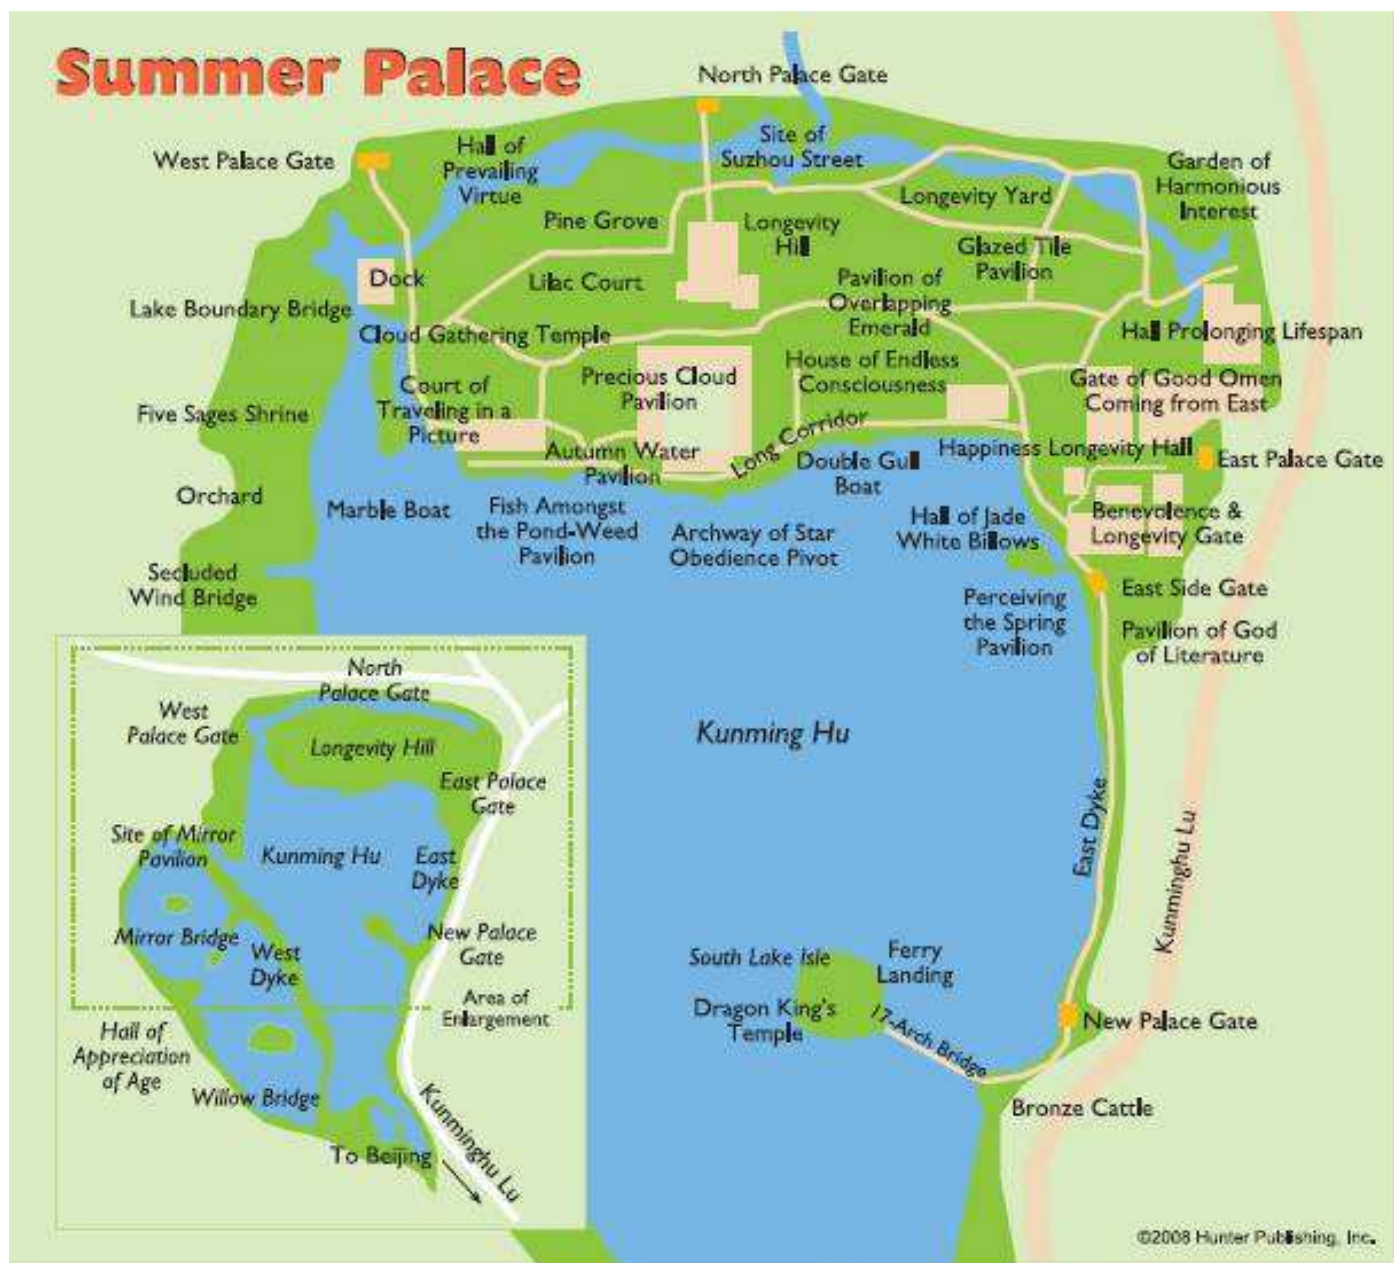 Summer Palace
North Palace Gate
West Palace Gate
Hall of
Prevailing
Virtue
Site of
Suzhou Street
Garden of
Harmonious
Interest
Longevity Yard
Pine Grove
Longevity
Hill
Glazed Tile
Pavilion
Dock
Lilac Court
Pavilion of
Overlapping
Emerald
Lake Boundary Bridge
Cloud Gathering Temple
Hall Prolonging Lifespan
House of Endless
Consciousness
Precious Cloud
Pavilion
Gate of Good Omen
Coming from East
Court of
Traveling in a
Picture
Five Sages Shrine
Long Corridor
Autumn Water
Pavilion
Happiness Longevity Hall
East Palace Gate
Double Gull
Boat
Orchard
Marble Boat
Fish Amongst
the Pond-Weed
Pavilion
Archway of Star
Obedience Pivot
Hall of Jade
White Billows
Benevolence &
Longevity Gate
Secluded
Wind Bridge
Perceiving
the Spring
Pavilion
East Side Gate
Pavilion of God
of Literature
Kunming Hu
East Dyke
Kunminghu Lu
South Lake Isle
Ferry
Landing
Dragon King's
Temple
17-Arch Bridge
New Palace Gate
Bronze Cattle
North
Palace Gate
West
Palace Gate
Longevity Hill
East Palace
Gate
Site of Mirror
Pavilion
Kunming Hu
East
Dyke
Mirror Bridge
West
Dyke
New Palace
Gate
Area of
Enlargement
Hall of
Appreciation
of Age
Willow Bridge
Kunminghu Lu
To Beijing
©2008 Hunter Publishing, Inc.